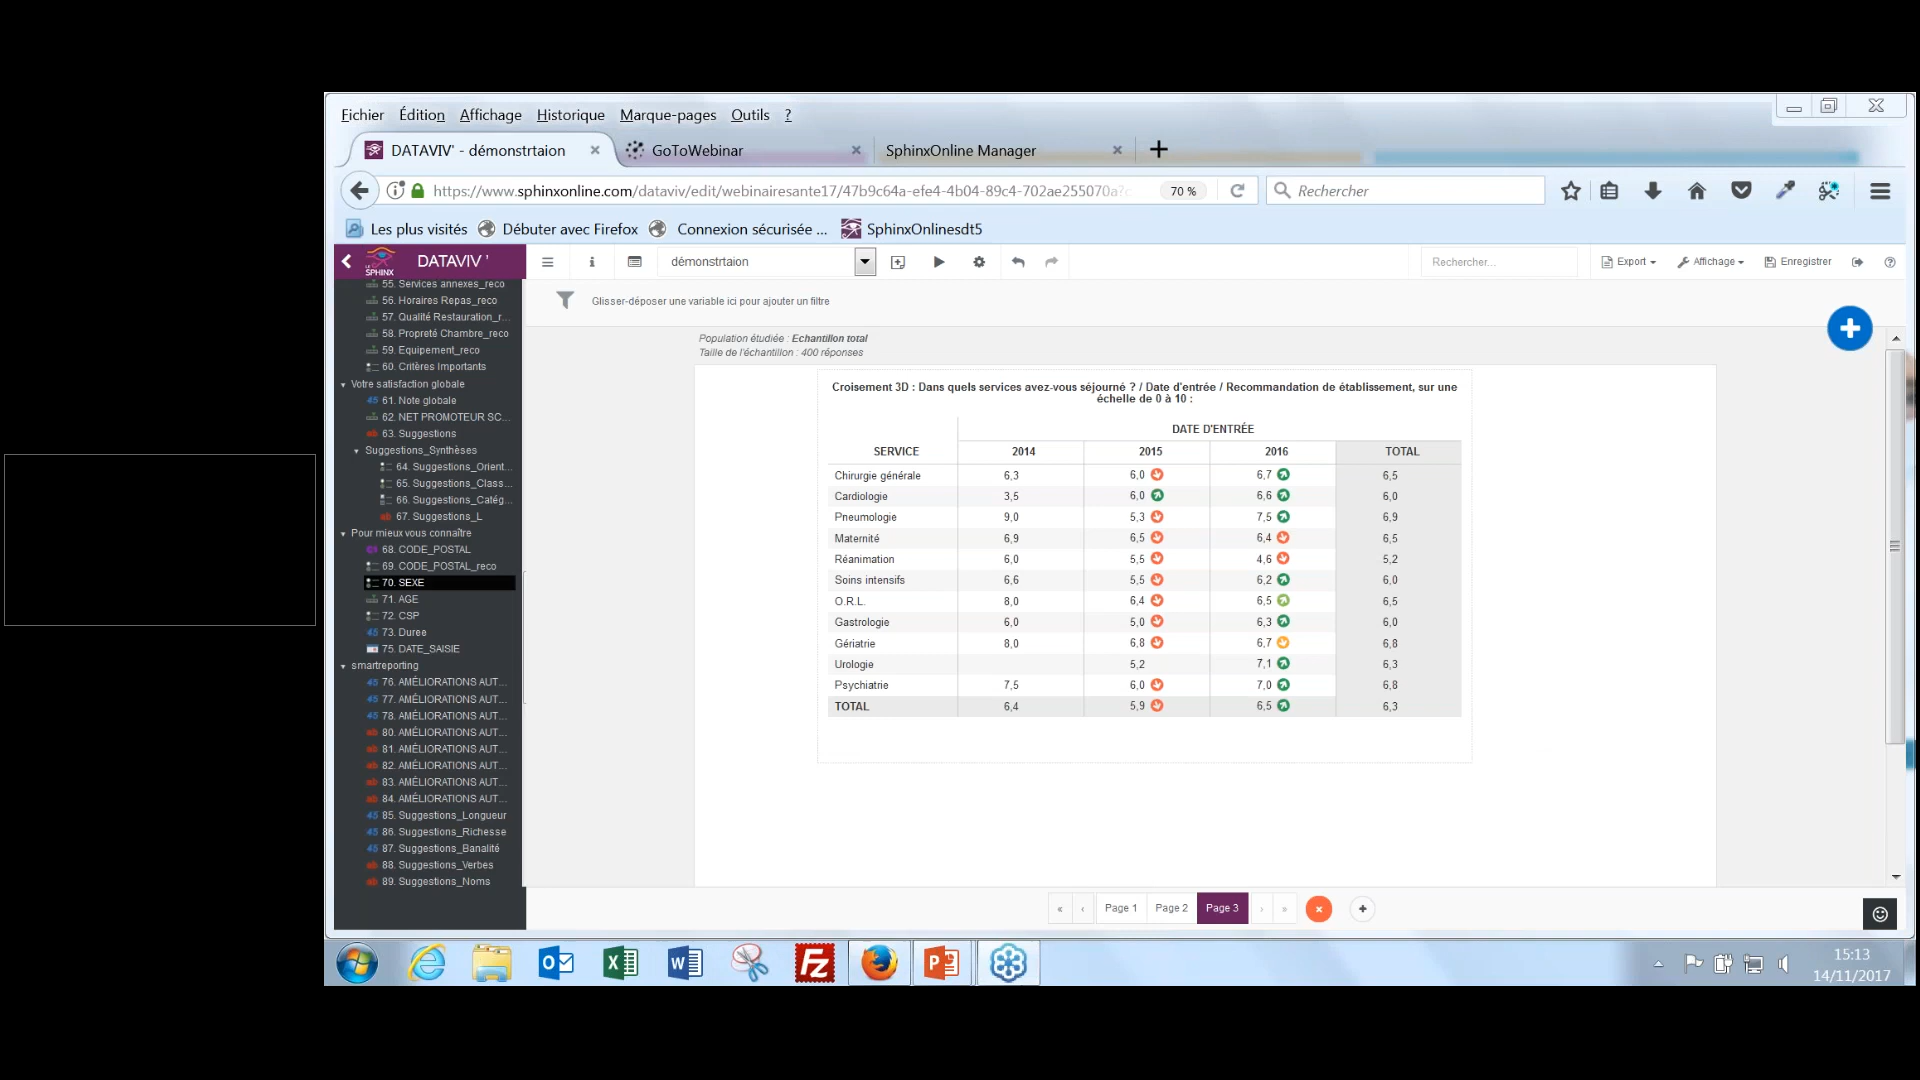 Fichier Édition Affichage Historique Marque-pages Outils ?
DATAVIV' - démonstrtaion
GoToWebinar
SphinxOnline Manager
https://www.sphinxonline.com/dataviv/edit/webinairesante17/47b9c64a-efe4-4b04-89c4-702ae255070a?c
70 %
Rechercher
Les plus visités
Débuter avec Firefox
Connexion sécurisée ...
SphinxOnlinesdt5
LE SPHINX
DATAVIV '
démonstrtaion
Rechercher...
Export
Affichage
Enregistrer
Glisser-déposer une variable ici pour ajouter un filtre
55. Services annexes_reco
56. Horaires Repas_reco
57. Qualité Restauration_r...
58. Propreté Chambre_reco
59. Equipement_reco
60. Critères Importants
Votre satisfaction globale
61. Note globale
62. NET PROMOTEUR SC...
63. Suggestions
Suggestions_Synthèses
64. Suggestions_Orient...
65. Suggestions_Class...
66. Suggestions_Catég...
67. Suggestions_L
Pour mieux vous connaître
68. CODE_POSTAL
69. CODE_POSTAL_reco
70. SEXE
71. AGE
72. CSP
73. Duree
75. DATE_SAISIE
smartreporting
76. AMÉLIORATIONS AUT...
77. AMÉLIORATIONS AUT...
78. AMÉLIORATIONS AUT...
80. AMÉLIORATIONS AUT...
81. AMÉLIORATIONS AUT...
82. AMÉLIORATIONS AUT...
83. AMÉLIORATIONS AUT...
84. AMÉLIORATIONS AUT...
85. Suggestions_Longueur
86. Suggestions_Richesse
87. Suggestions_Banalité
88. Suggestions_Verbes
89. Suggestions_Noms
Population étudiée : Echantillon total
Taille de l'échantillon : 400 réponses
Croisement 3D : Dans quels services avez-vous séjourné ? / Date d'entrée / Recommandation de établissement, sur une
échelle de 0 à 10 :
DATE D'ENTRÉE
SERVICE 2014 2015 2016 TOTAL
Chirurgie générale 6,3 6,0 6,7 6,5
Cardiologie 3,5 6,0 6,6 6,0
Pneumologie 9,0 5,3 7,5 6,9
Maternité 6,9 6,5 6,4 6,5
Réanimation 6,0 5,5 4,6 5,2
Soins intensifs 6,6 5,5 6,2 6,0
O.R.L. 8,0 6,4 6,5 6,5
Gastrologie 6,0 5,0 6,3 6,0
Gériatrie 8,0 6,8 6,7 6,8
Urologie 5,2 7,1 6,3
Psychiatrie 7,5 6,0 7,0 6,8
TOTAL 6,4 5,9 6,5 6,3
« ‹ Page 1 Page 2 Page 3 › »
15:13
14/11/2017